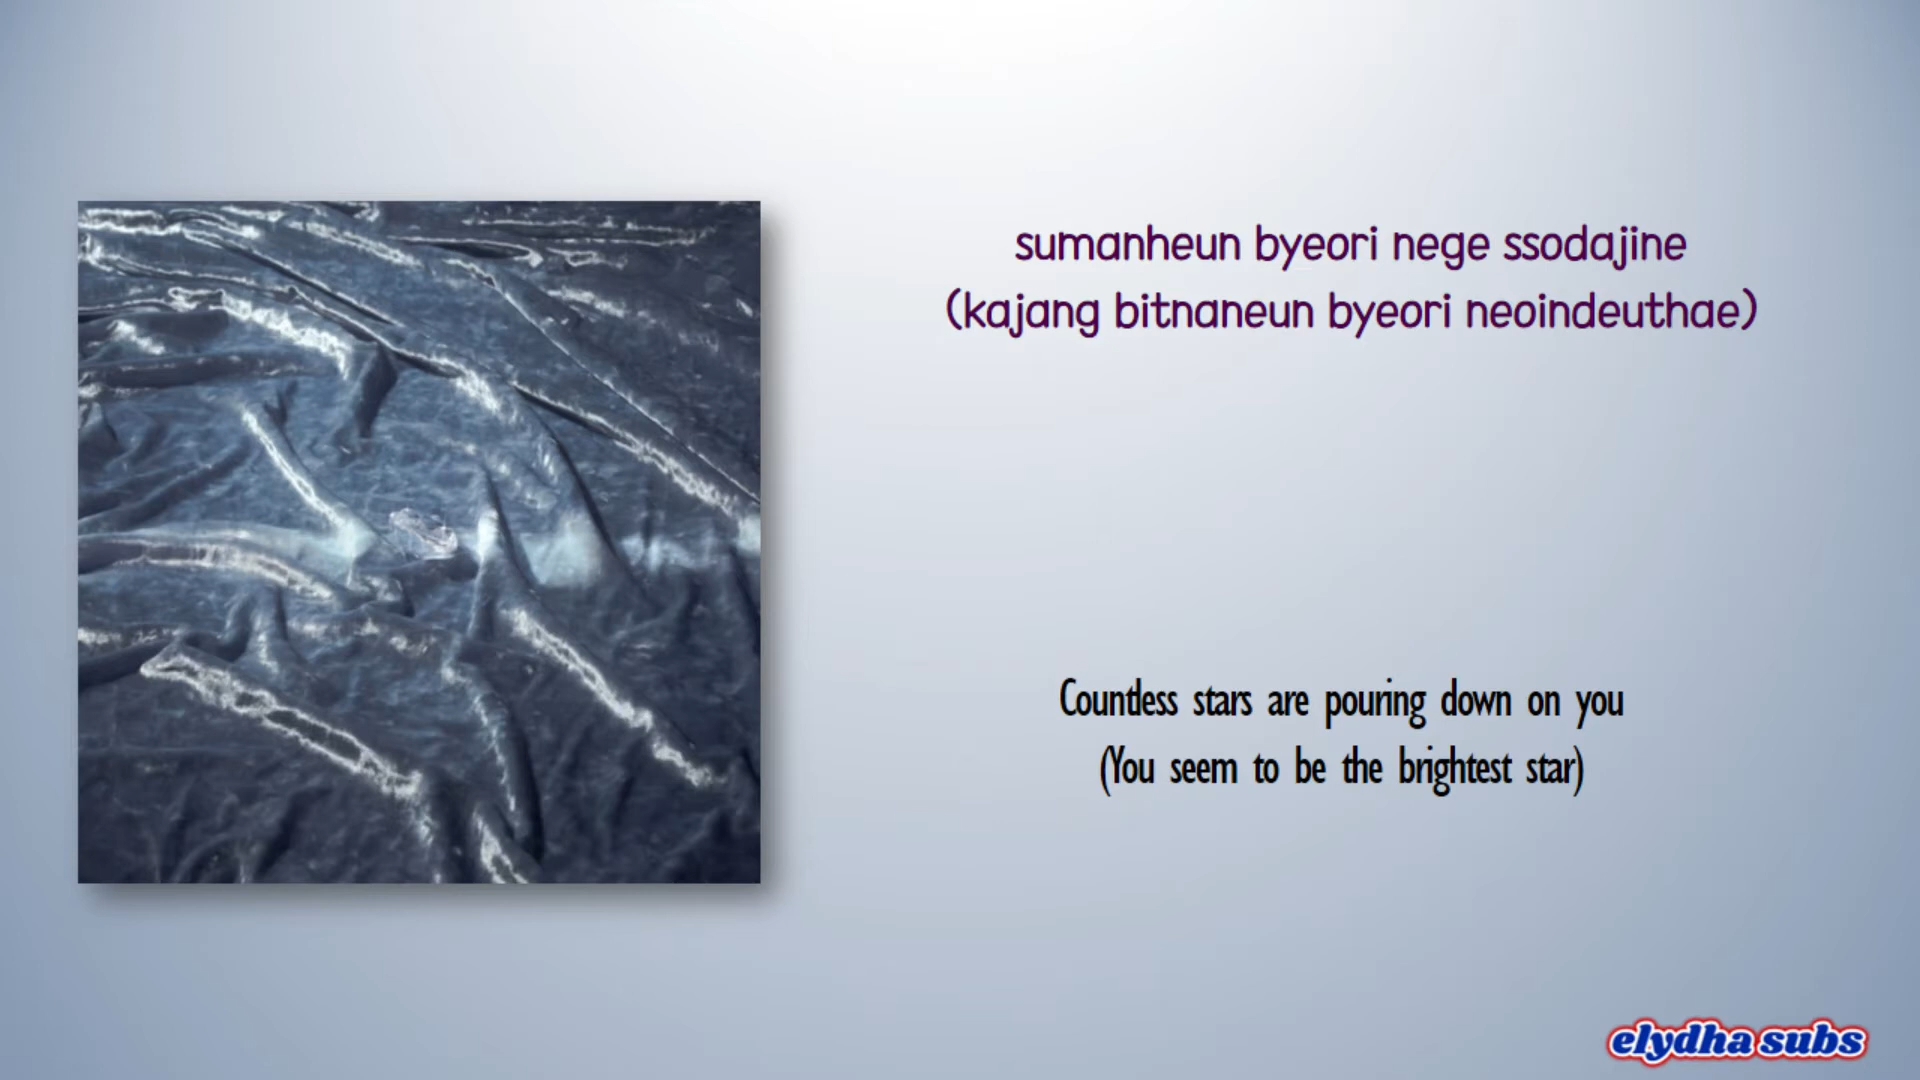 sumanheun byeori nege ssodajine
(kajang bitnaneun byeori neoindeuthae)
Countless stars are pouring down on you
(You seem to be the brightest star)
elydha subs